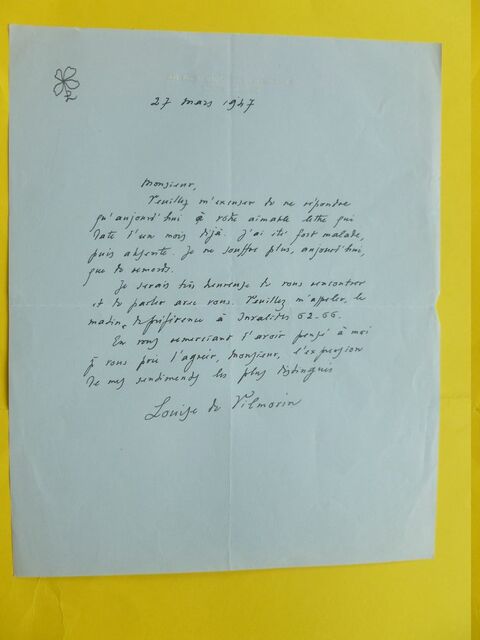 27 mars 1947
Monsieur,
Veuillez m'excuser de ne répondre
qu'aujourd'hui à votre aimable lettre qui
date d'un mois déjà. J'ai été fort malade,
puis absente. Je ne souffre plus, aujourd'hui,
que de remords.
Je serais très heureuse de vous rencontrer
et de parler avec vous. Veuillez m'appeler, le
matin, de préférence à Invalides 62-66.
En vous remerciant d'avoir pensé à moi
je vous prie d'agréer, Monsieur, l'expression
de mes sentiments les plus distingués
Louise de Vilmorin